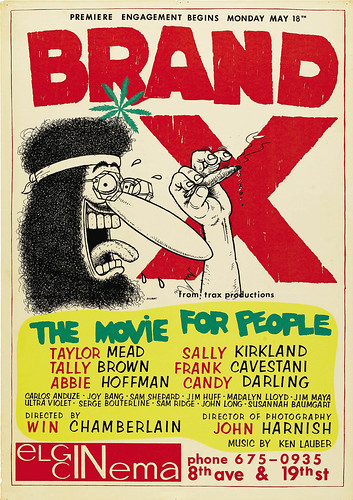 PREMIERE ENGAGEMENT BEGINS MONDAY MAY 18TH
BRAND
X
from trax productions
THE MOVIE FOR PEOPLE
TAYLOR MEAD SALLY KIRKLAND
TALLY BROWN FRANK CAVESTANI
ABBIE HOFFMAN CANDY DARLING
CARLOS ANDUZE · JOY BANG · SAM SHEPARD · JIM HUFF · MADALYN LLOYD · JIM MAYA
ULTRA VIOLET · SERGE BOUTERLINE · SAM RIDGE · JOHN LONG · SUSANNAH BAUMGART
DIRECTED BY DIRECTOR OF PHOTOGRAPHY
WIN CHAMBERLAIN JOHN HARNISH
MUSIC BY KEN LAUBER
eLGiN
CINema
phone 675-0935
8th ave & 19th st